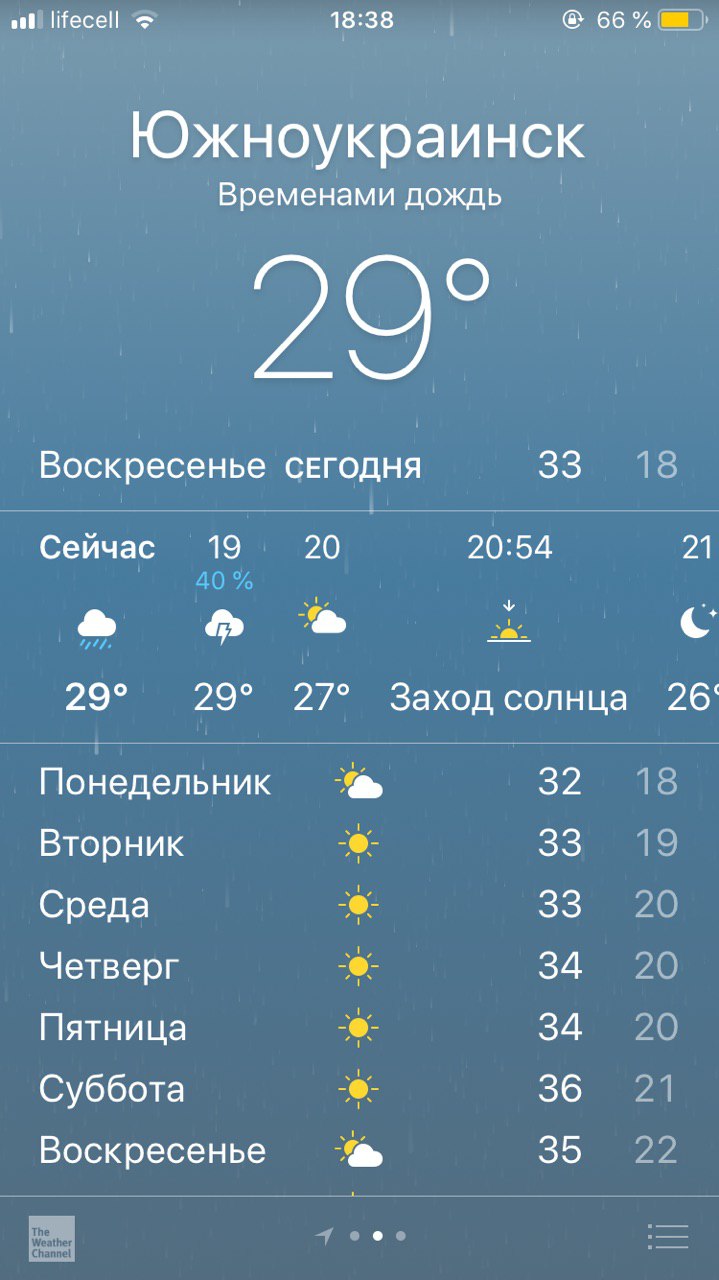 lifecell 18:38 66 %
Южноукраинск
Временами дождь
29°
Воскресенье СЕГОДНЯ 33 18
Сейчас 19 20 20:54 21
40 %
29° 29° 27° Заход солнца 26°
Понедельник 32 18
Вторник 33 19
Среда 33 20
Четверг 34 20
Пятница 34 20
Суббота 36 21
Воскресенье 35 22
The
Weather
Channel